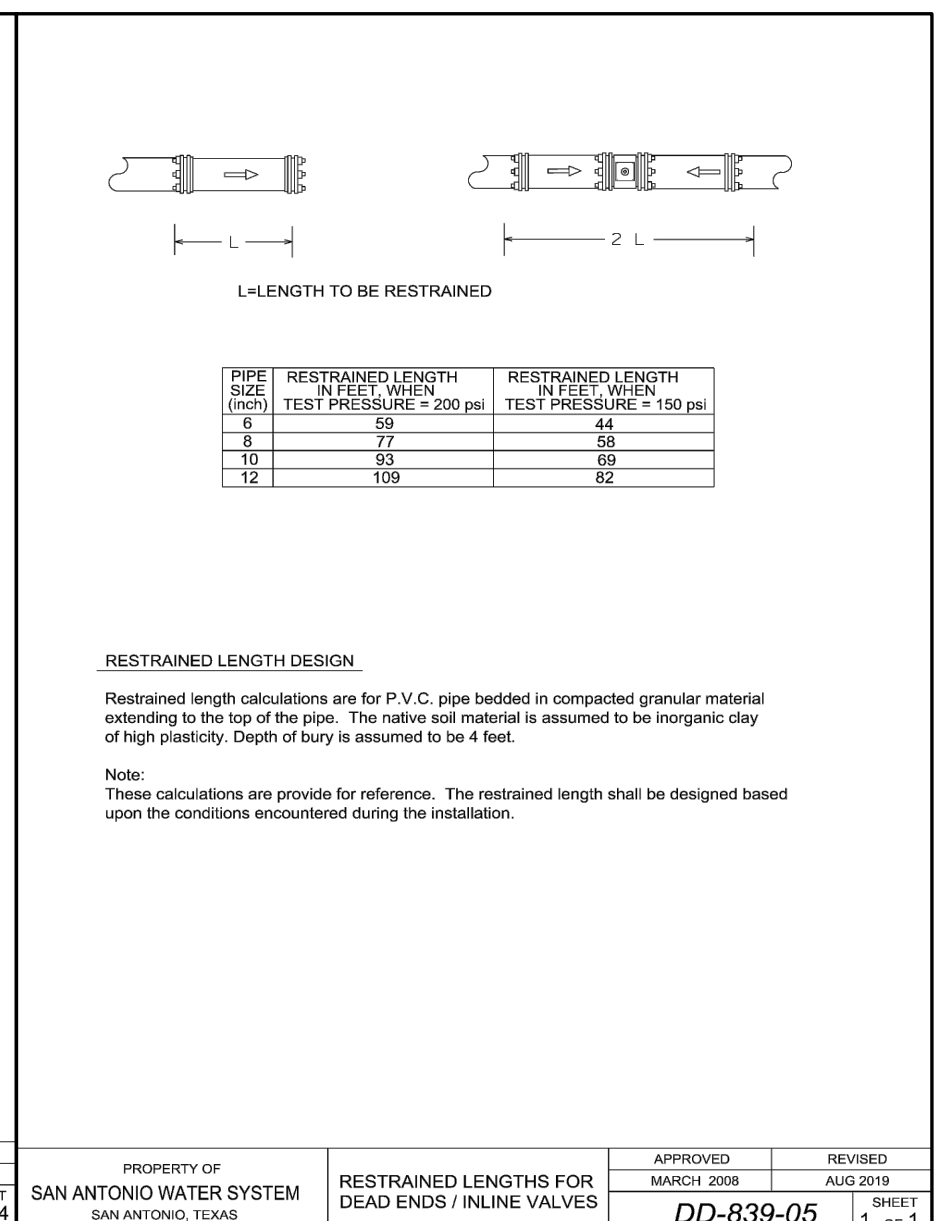 L
2 L
L=LENGTH TO BE RESTRAINED
PIPE SIZE (inch) RESTRAINED LENGTH IN FEET, WHEN TEST PRESSURE = 200 psi RESTRAINED LENGTH IN FEET, WHEN TEST PRESSURE = 150 psi
6 59 44
8 77 58
10 93 69
12 109 82
RESTRAINED LENGTH DESIGN
Restrained length calculations are for P.V.C. pipe bedded in compacted granular material
extending to the top of the pipe. The native soil material is assumed to be inorganic clay
of high plasticity. Depth of bury is assumed to be 4 feet.
Note:
These calculations are provide for reference. The restrained length shall be designed based
upon the conditions encountered during the installation.
T
4
PROPERTY OF
SAN ANTONIO WATER SYSTEM
SAN ANTONIO, TEXAS
RESTRAINED LENGTHS FOR
DEAD ENDS / INLINE VALVES
APPROVED REVISED
MARCH 2008 AUG 2019
DD-839-05
SHEET
1 OF 1